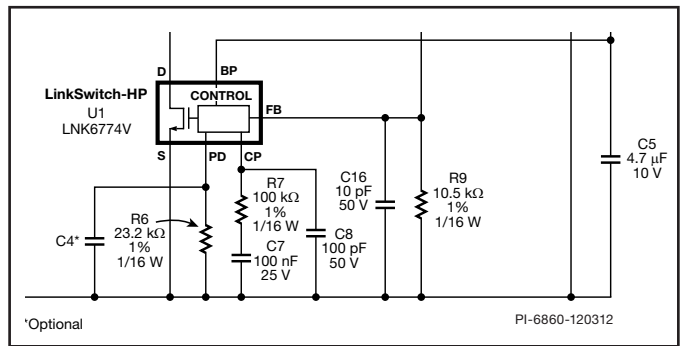 D
BP
LinkSwitch-HP
U1
LNK6774V
CONTROL
FB
S
PD
CP
C4*
R6
23.2 kΩ
1%
1/16 W
R7
100 kΩ
1%
1/16 W
C7
100 nF
25 V
C8
100 pF
50 V
C16
10 pF
50 V
R9
10.5 kΩ
1%
1/16 W
C5
4.7 µF
10 V
*Optional
PI-6860-120312